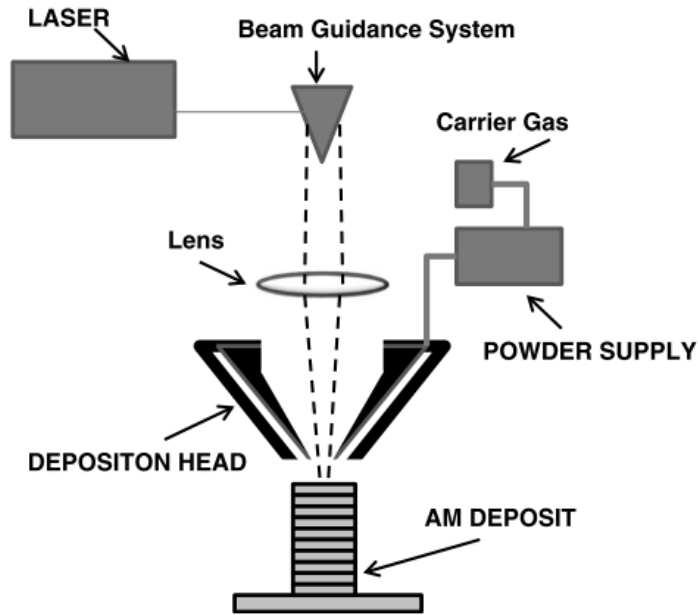 LASER
Beam Guidance System
Carrier Gas
Lens
POWDER SUPPLY
DEPOSITON HEAD
AM DEPOSIT